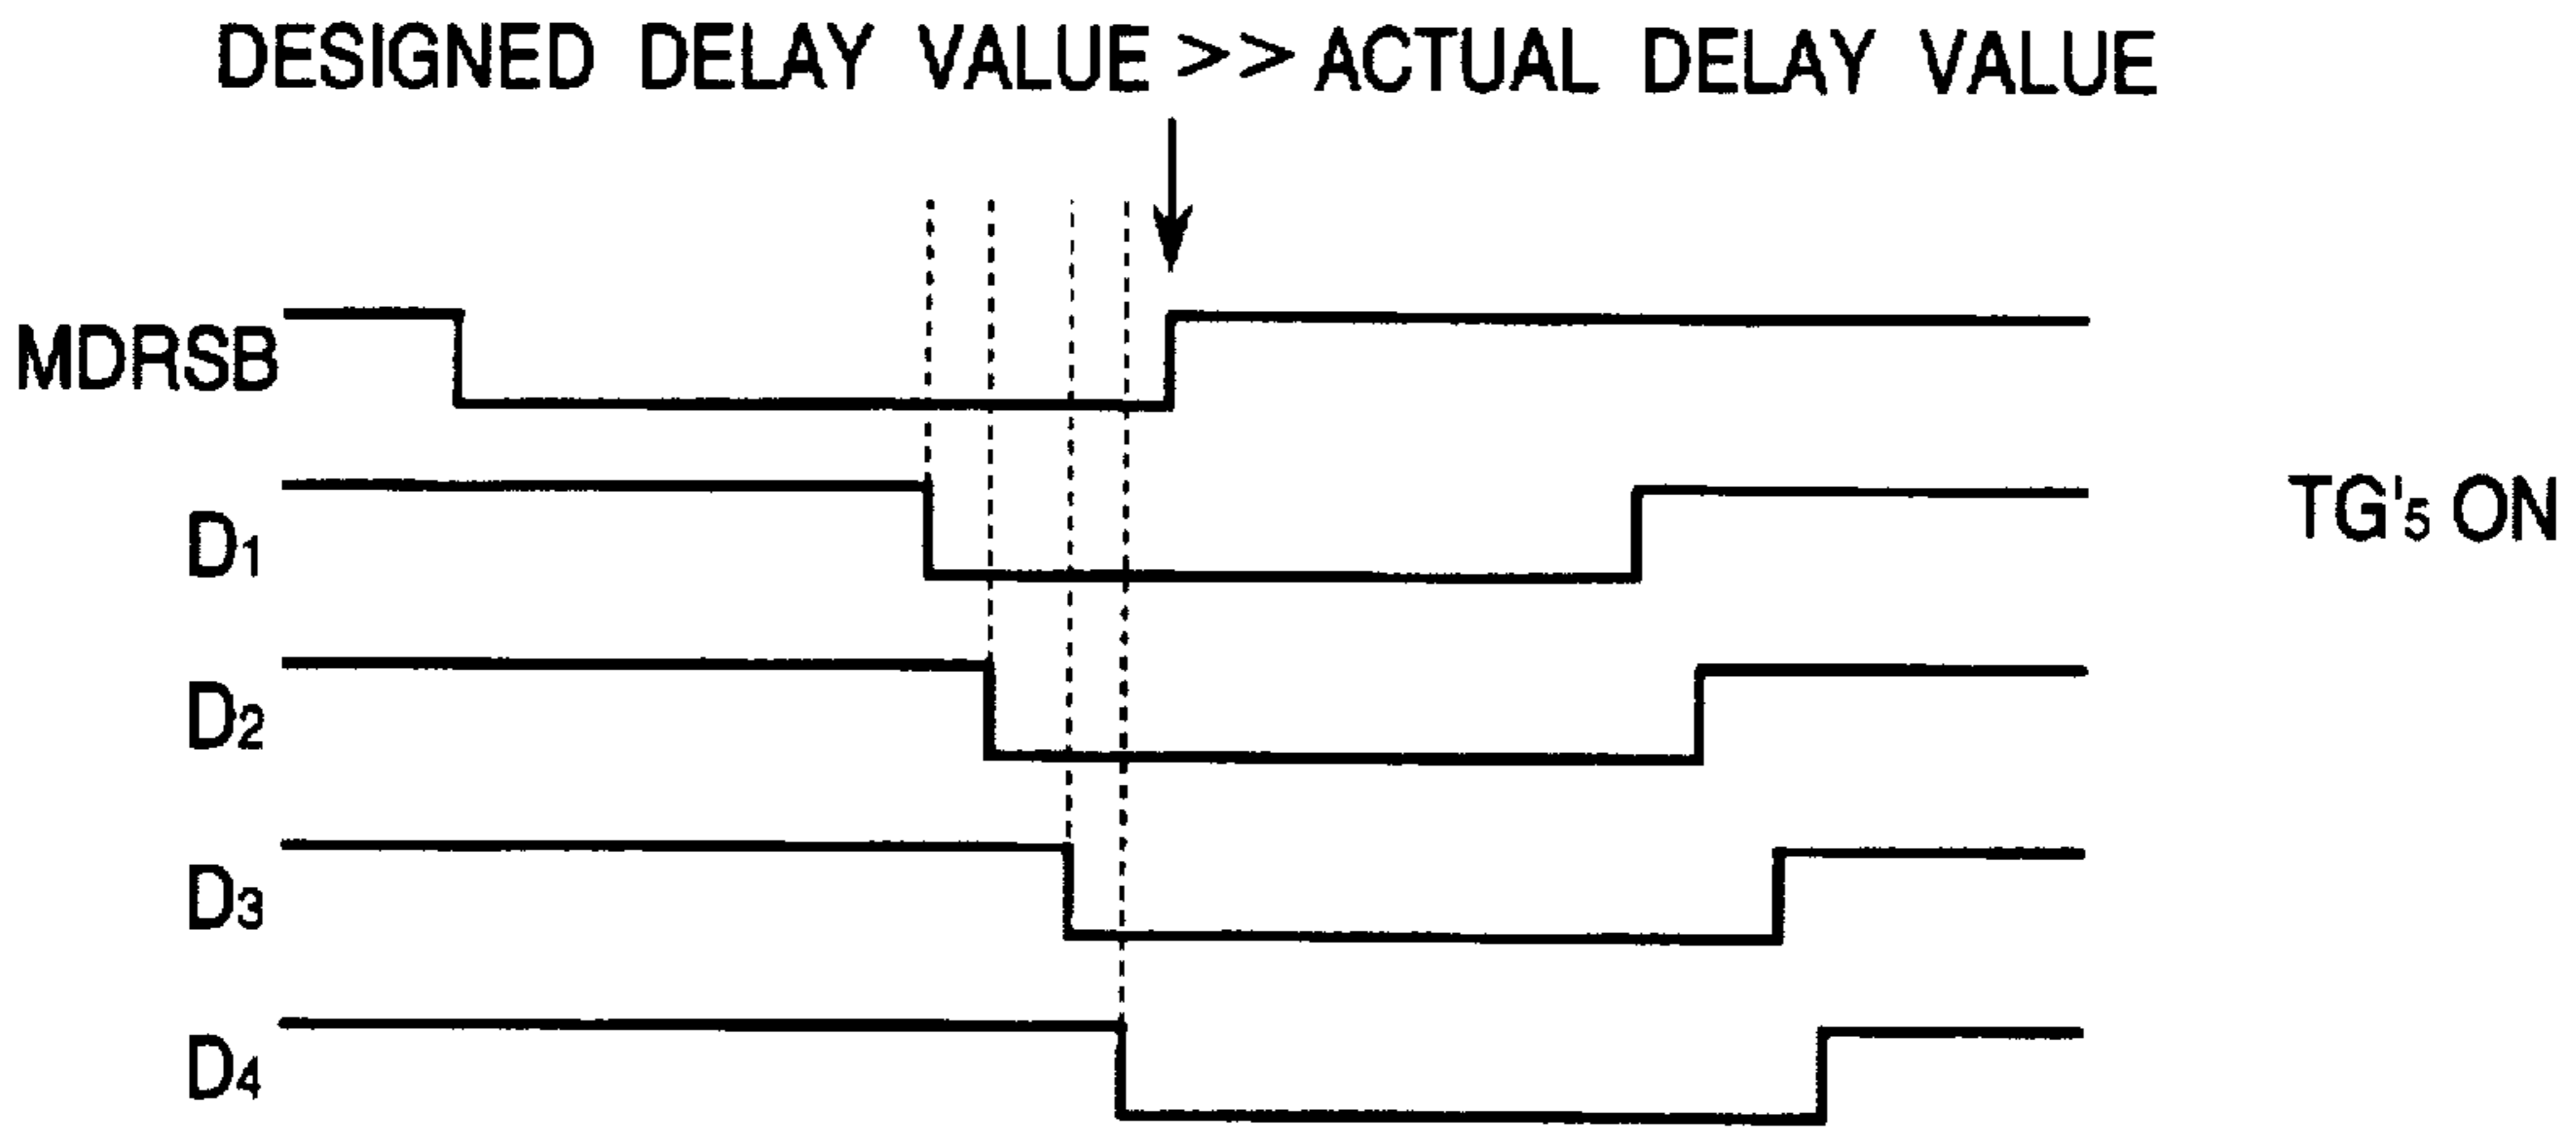 DESIGNED DELAY VALUE >> ACTUAL DELAY VALUE
MDRSB
D1
TG'5 ON
D2
D3
D4